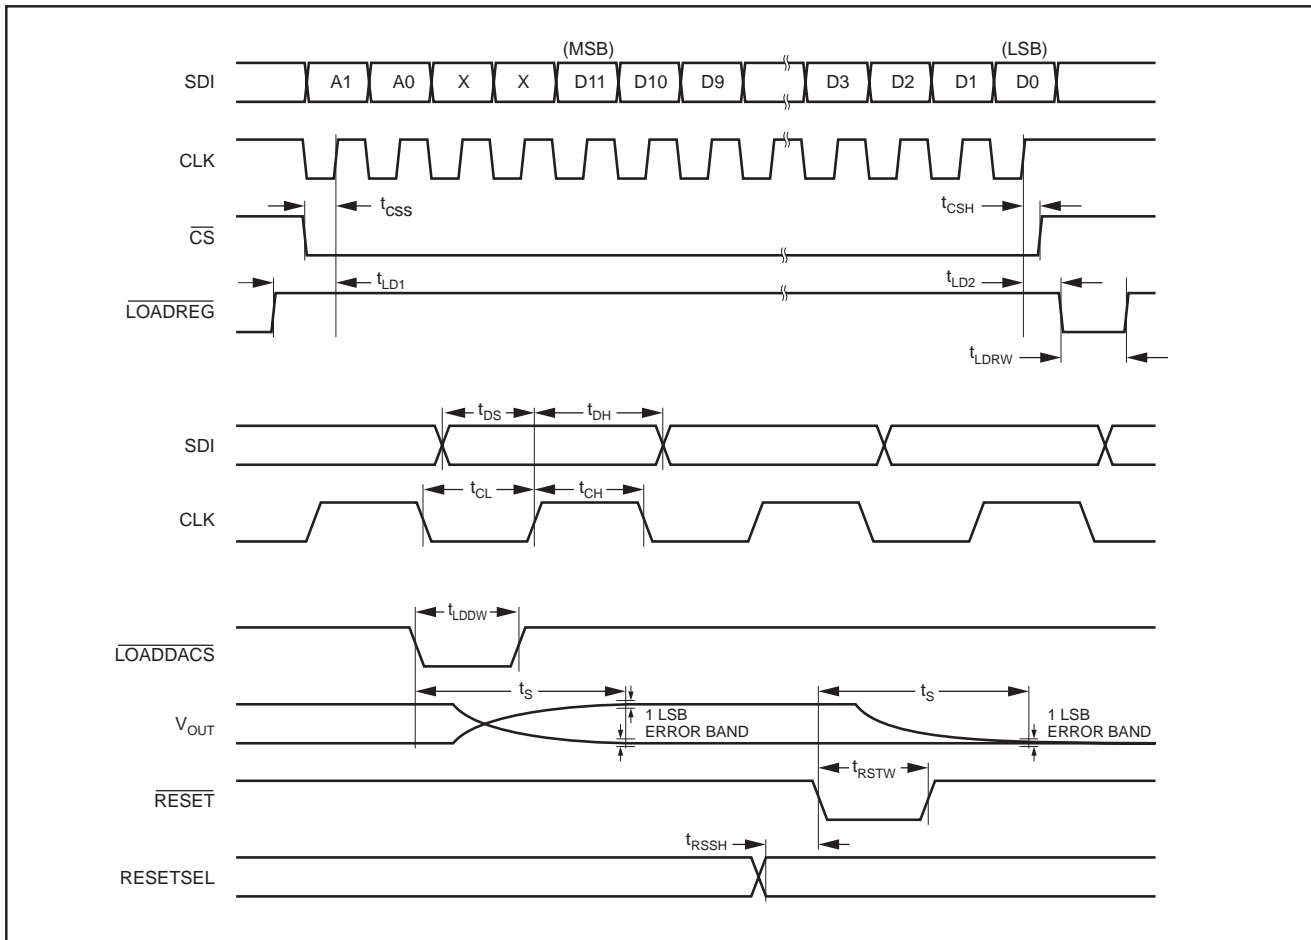 (MSB) (LSB)
SDI A1 A0 X X D11 D10 D9 D3 D2 D1 D0
CLK
tCSS tCSH
CS
tLD1 tLD2
LOADREG
tLDRW
tDS tDH
SDI
tCL tCH
CLK
tLDDW
LOADDACS
tS tS
1 LSB 1 LSB
VOUT ERROR BAND ERROR BAND
tRSTW
RESET
tRSSH
RESETSEL